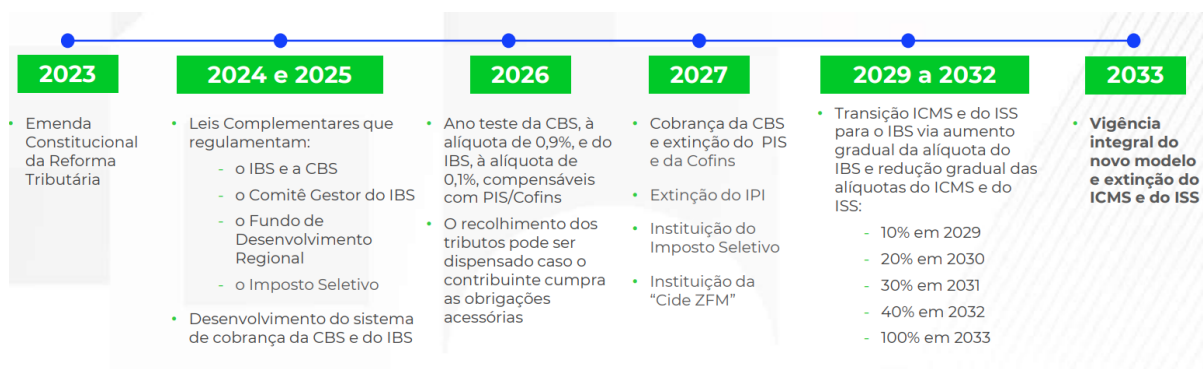 2023
• Emenda
Constitucional
da Reforma
Tributária
2024 e 2025
• Leis Complementares que
regulamentam:
- o IBS e a CBS
- o Comitê Gestor do IBS
- o Fundo de
Desenvolvimento
Regional
- o Imposto Seletivo
• Desenvolvimento do sistema
de cobrança da CBS e do IBS
2026
• Ano teste da CBS, à
alíquota de 0,9%, e do
IBS, à alíquota de
0,1%, compensáveis
com PIS/Cofins
• O recolhimento dos
tributos pode ser
dispensado caso o
contribuinte cumpra
as obrigações
acessórias
2027
• Cobrança da CBS
e extinção do PIS
e da Cofins
• Extinção do IPI
• Instituição do
Imposto Seletivo
• Instituição da
“Cide ZFM”
2029 a 2032
• Transição ICMS e do ISS
para o IBS via aumento
gradual da alíquota do
IBS e redução gradual das
alíquotas do ICMS e do
ISS:
- 10% em 2029
- 20% em 2030
- 30% em 2031
- 40% em 2032
- 100% em 2033
2033
• Vigência
integral do
novo modelo
e extinção do
ICMS e do ISS